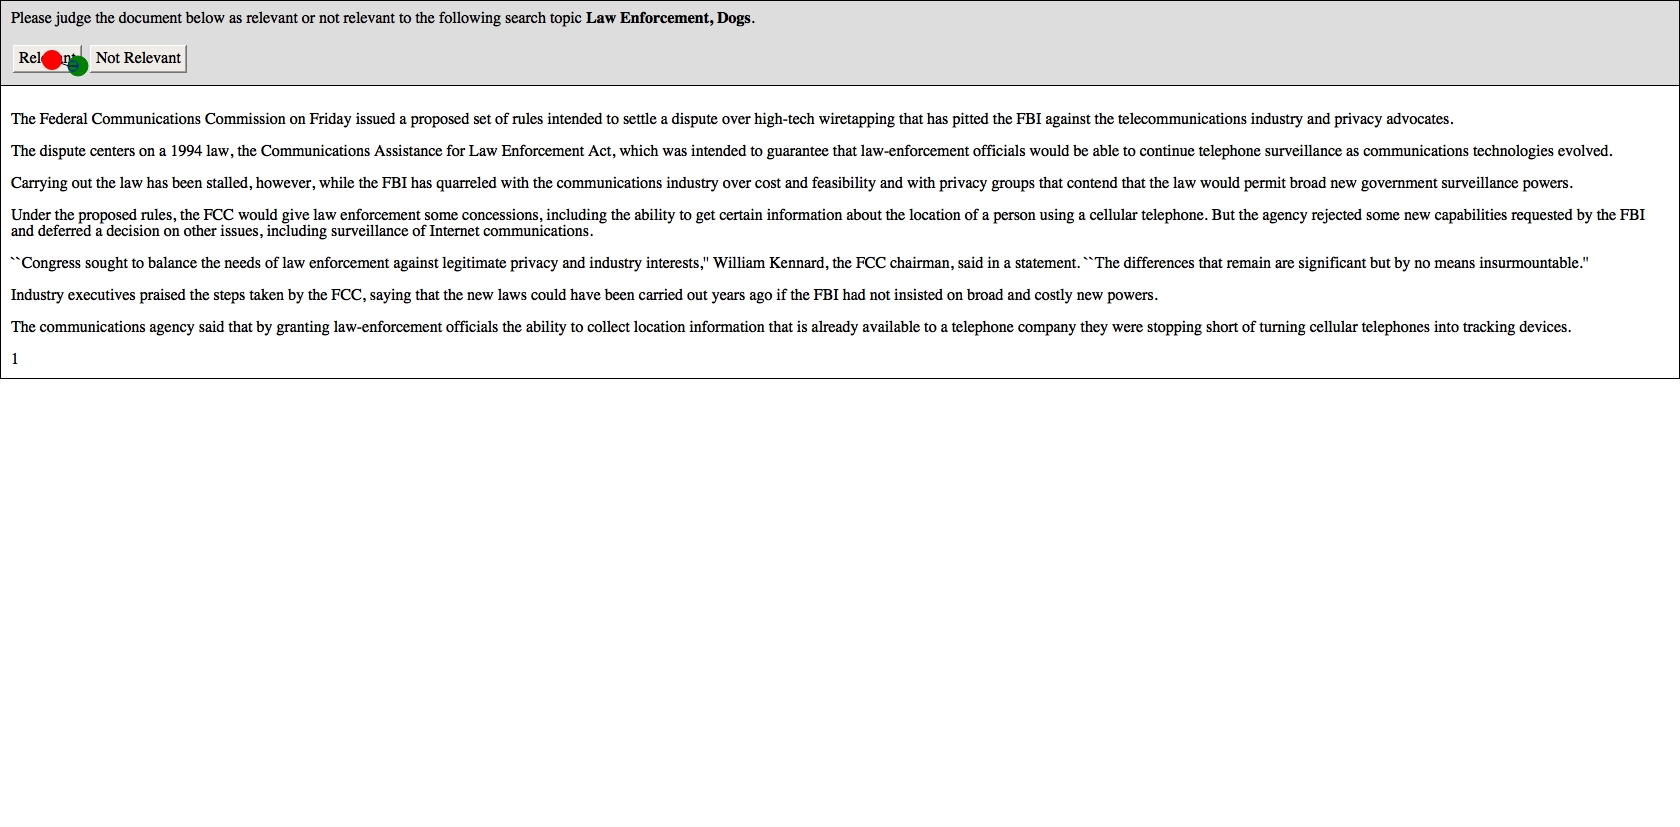 Please judge the document below as relevant or not relevant to the following search topic Law Enforcement, Dogs.
Not Relevant
The Federal Communications Commission on Friday issued a proposed set of rules intended to settle a dispute over high-tech wiretapping that has pitted the FBI against the telecommunications industry and privacy advocates.
The dispute centers on a 1994 law, the Communications Assistance for Law Enforcement Act, which was intended to guarantee that law-enforcement officials would be able to continue telephone surveillance as communications technologies evolved.
Carrying out the law has been stalled, however, while the FBI has quarreled with the communications industry over cost and feasibility and with privacy groups that contend that the law would permit broad new government surveillance powers.
Under the proposed rules, the FCC would give law enforcement some concessions, including the ability to get certain information about the location of a person using a cellular telephone. But the agency rejected some new capabilities requested by the FBI
and deferred a decision on other issues, including surveillance of Internet communications.
``Congress sought to balance the needs of law enforcement against legitimate privacy and industry interests,'' William Kennard, the FCC chairman, said in a statement. ``The differences that remain are significant but by no means insurmountable.''
Industry executives praised the steps taken by the FCC, saying that the new laws could have been carried out years ago if the FBI had not insisted on broad and costly new powers.
The communications agency said that by granting law-enforcement officials the ability to collect location information that is already available to a telephone company they were stopping short of turning cellular telephones into tracking devices.
1